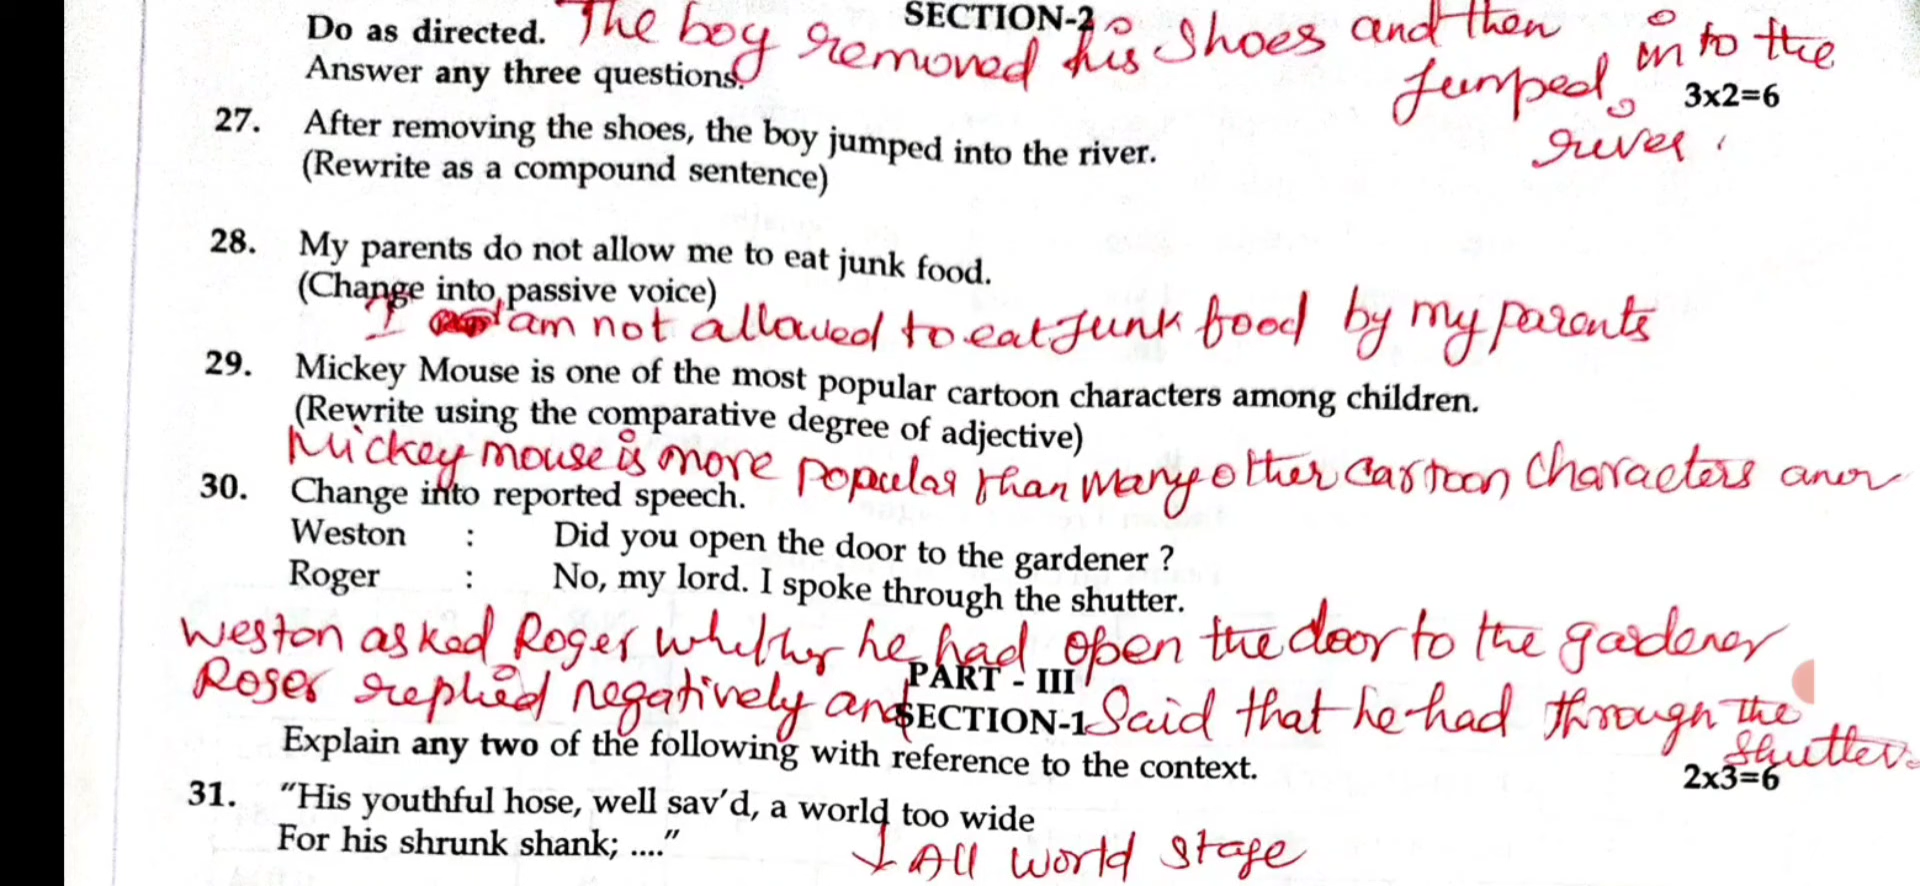 SECTION-2
Do as directed. The boy removed his shoes and then
jumped, in to the
Answer any three questions. 3x2=6
river.
27. After removing the shoes, the boy jumped into the river.
(Rewrite as a compound sentence)
28. My parents do not allow me to eat junk food.
(Change into passive voice)
I am not allowed to eat Junk food by my parents
29. Mickey Mouse is one of the most popular cartoon characters among children.
(Rewrite using the comparative degree of adjective)
Mickey mouse is more Popular than many other Cartoon Characters
30. Change into reported speech.
Weston : Did you open the door to the gardener ?
Roger : No, my lord. I spoke through the shutter.
Weston asked Roger whether he had open the door to the gardener
PART - III
Roger replied negatively and Said that he had through the
shutter.
SECTION-1
Explain any two of the following with reference to the context.
2x3=6
31. "His youthful hose, well sav'd, a world too wide
For his shrunk shank; ...."
All World Stage